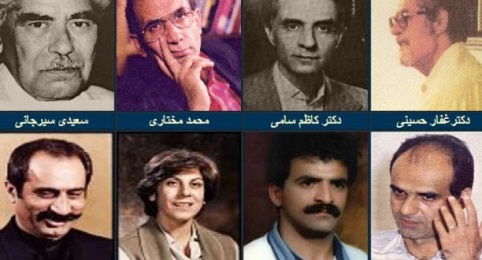 دکتر غفار حسینی
دکتر کاظم سامی
محمد مختاری
سعیدی سیرجانی